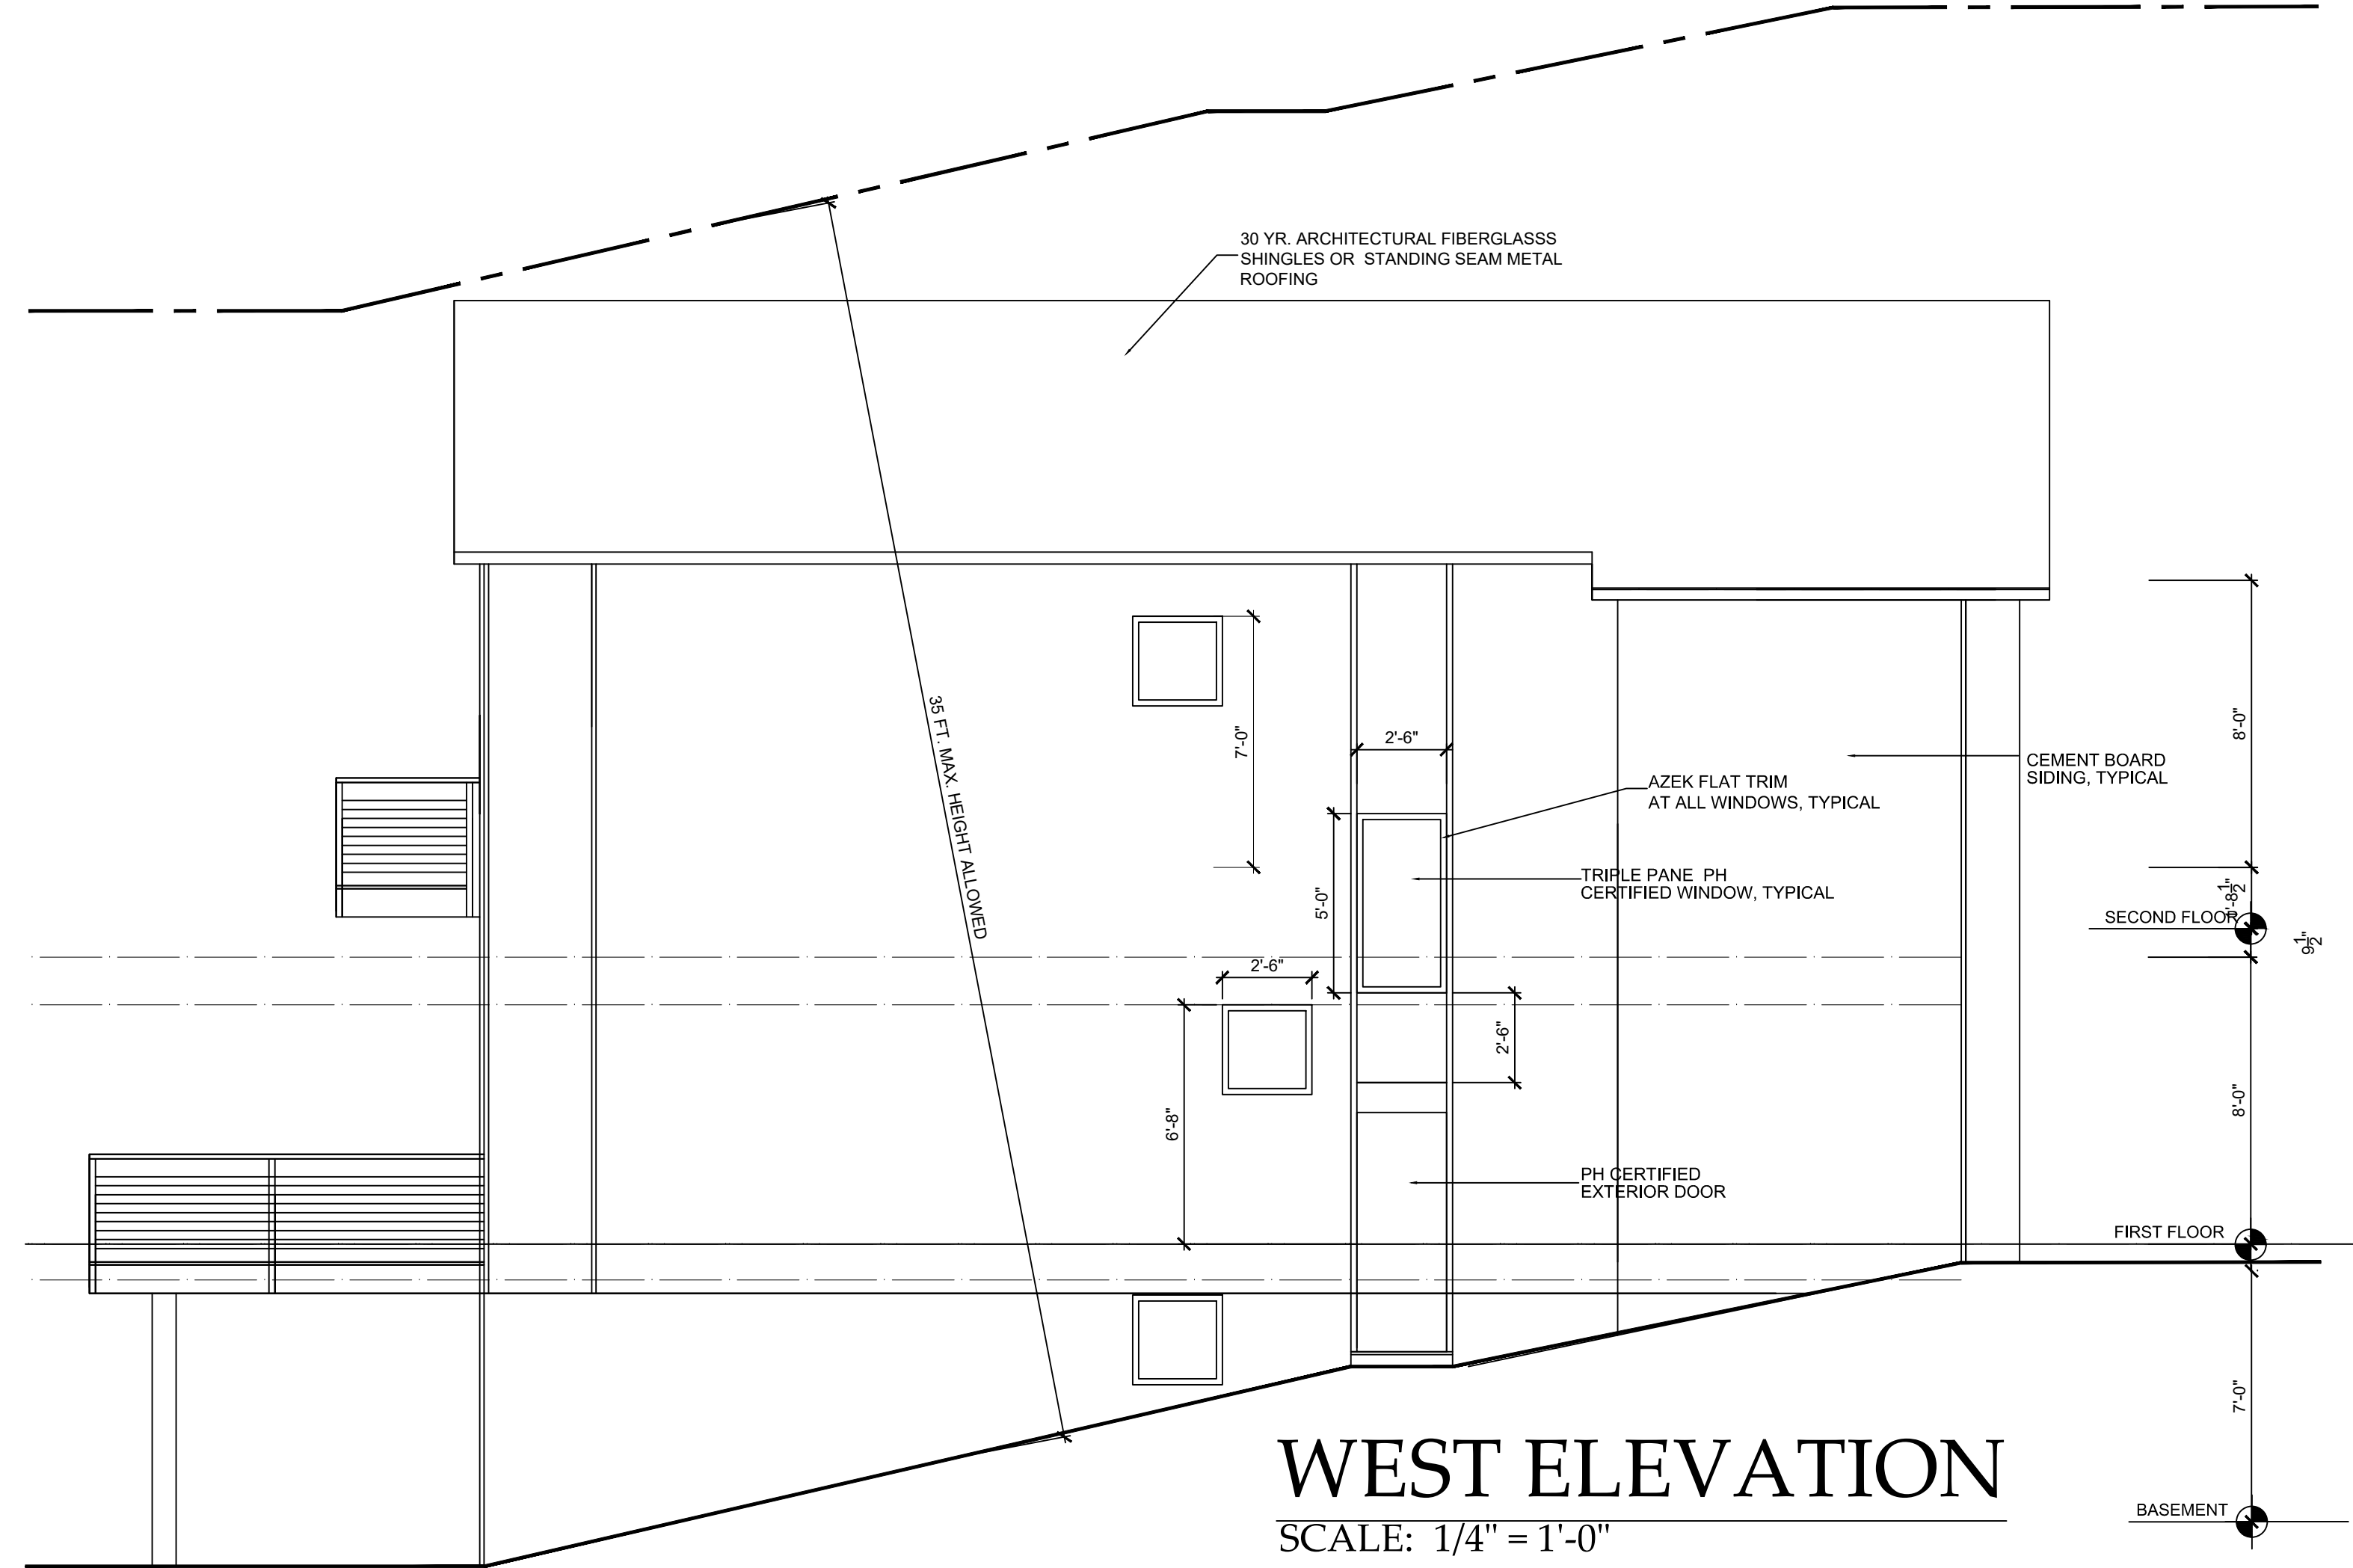 30 YR. ARCHITECTURAL FIBERGLASSS
SHINGLES OR STANDING SEAM METAL
ROOFING
35 FT. MAX. HEIGHT ALLOWED
7'-0"
2'-6"
AZEK FLAT TRIM
AT ALL WINDOWS, TYPICAL
CEMENT BOARD
SIDING, TYPICAL
8'-0"
5'-0"
TRIPLE PANE PH
CERTIFIED WINDOW, TYPICAL
SECOND FLOOR
9 1/2"
2'-6"
2'-6"
6'-8"
8'-0"
PH CERTIFIED
EXTERIOR DOOR
FIRST FLOOR
7'-0"
WEST ELEVATION
SCALE: 1/4" = 1'-0"
BASEMENT